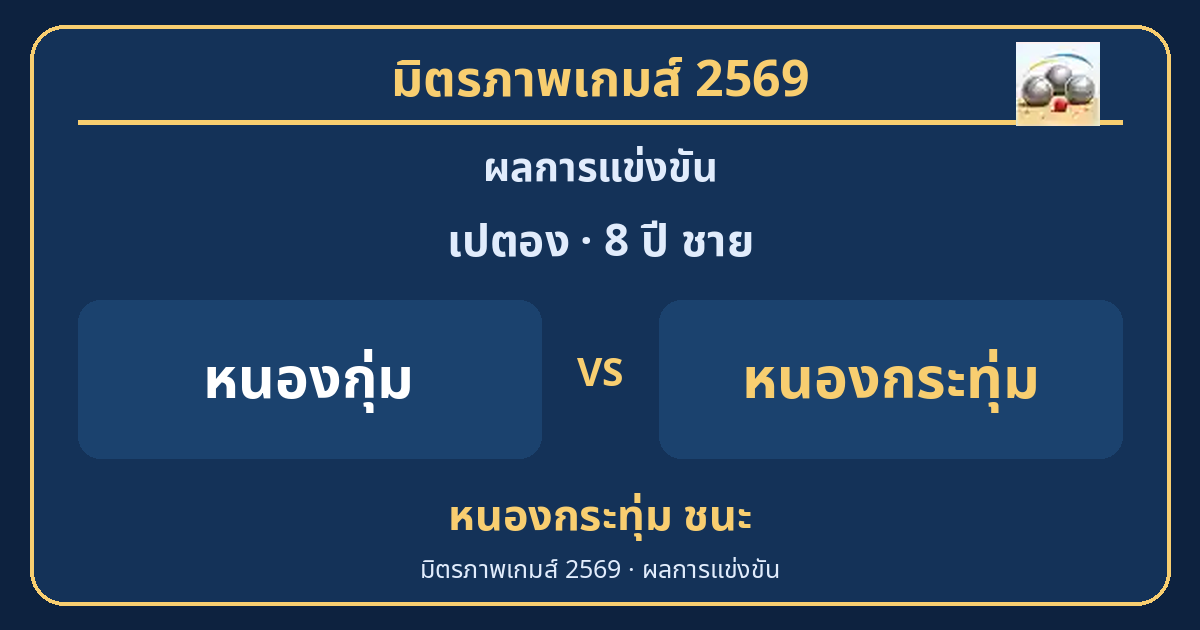 มิตรภาพเกมส์ 2569
ผลการแข่งขัน
เปตอง · 8 ปี ชาย
หนองกุ่ม VS หนองกระทุ่ม
หนองกระทุ่ม ชนะ
มิตรภาพเกมส์ 2569 · ผลการแข่งขัน